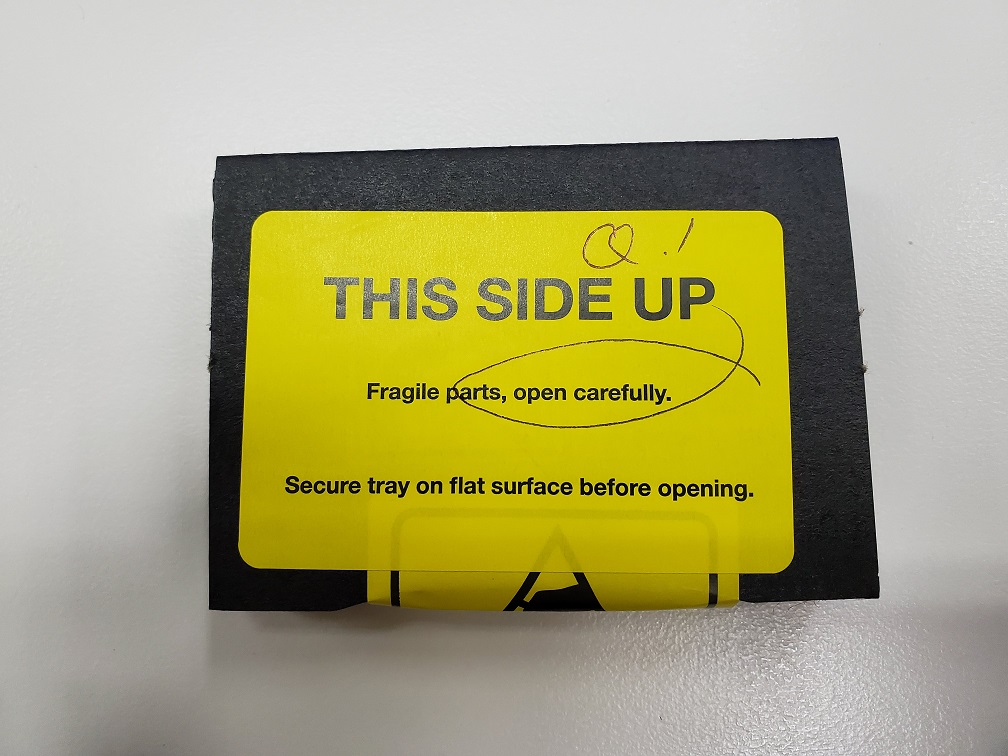 THIS SIDE UP
Fragile parts, open carefully.
Secure tray on flat surface before opening.